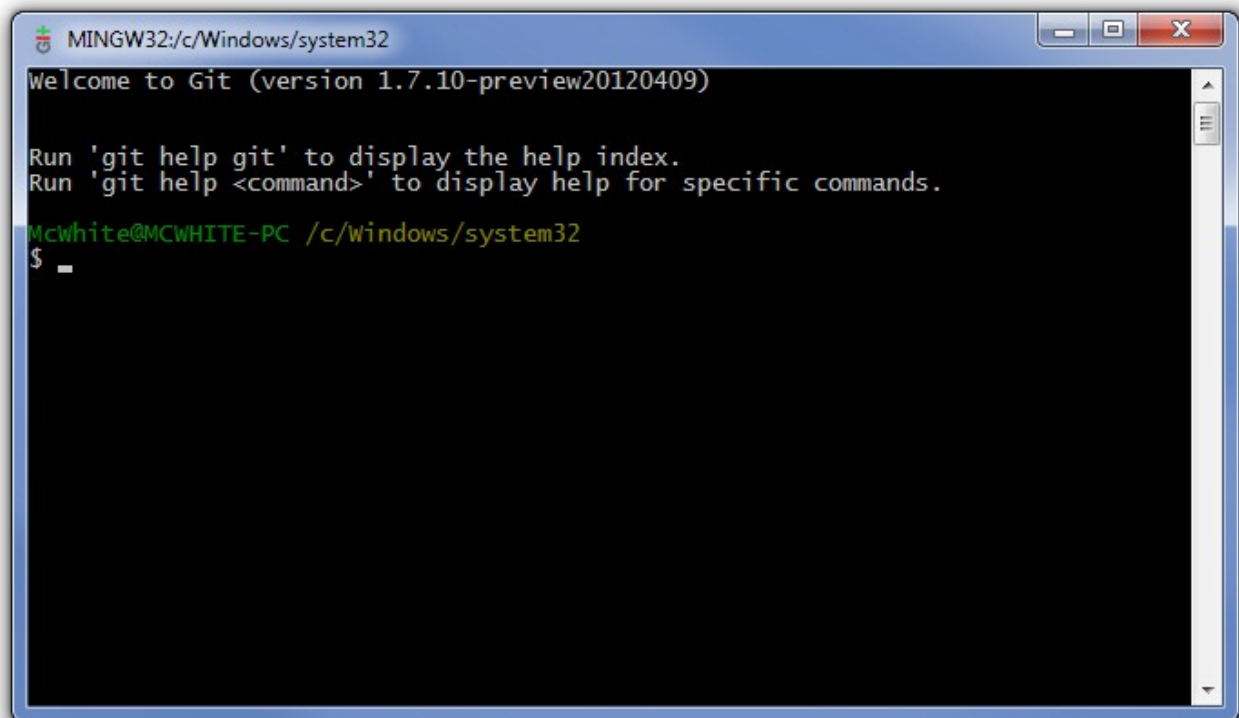 MINGW32:/c/Windows/system32
Welcome to Git (version 1.7.10-preview20120409)
Run 'git help git' to display the help index.
Run 'git help <command>' to display help for specific commands.
McWhite@MCWHITE-PC /c/Windows/system32
$